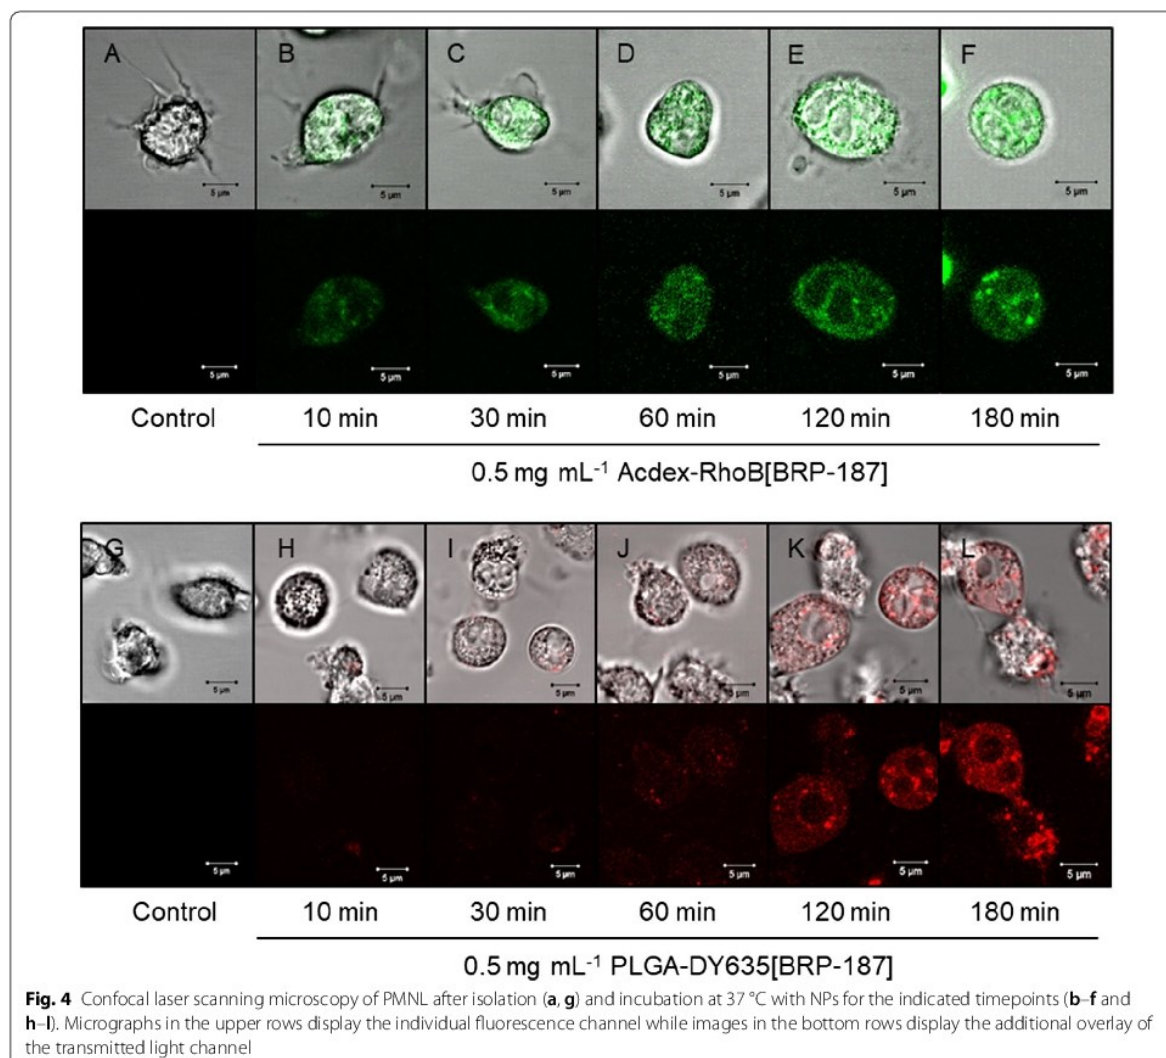 A B C D E F
5 µm 5 µm 5 µm 5 µm 5 µm 5 µm
5 µm 5 µm 5 µm 5 µm 5 µm 5 µm
Control 10 min 30 min 60 min 120 min 180 min
0.5 mg mL⁻¹ Acdex-RhoB[BRP-187]
G H I J K L
5 µm 5 µm 5 µm 5 µm 5 µm 5 µm
5 µm 5 µm 5 µm 5 µm 5 µm 5 µm
Control 10 min 30 min 60 min 120 min 180 min
0.5 mg mL⁻¹ PLGA-DY635[BRP-187]
Fig. 4 Confocal laser scanning microscopy of PMNL after isolation (a, g) and incubation at 37 °C with NPs for the indicated timepoints (b–f and
h–l). Micrographs in the upper rows display the individual fluorescence channel while images in the bottom rows display the additional overlay of
the transmitted light channel